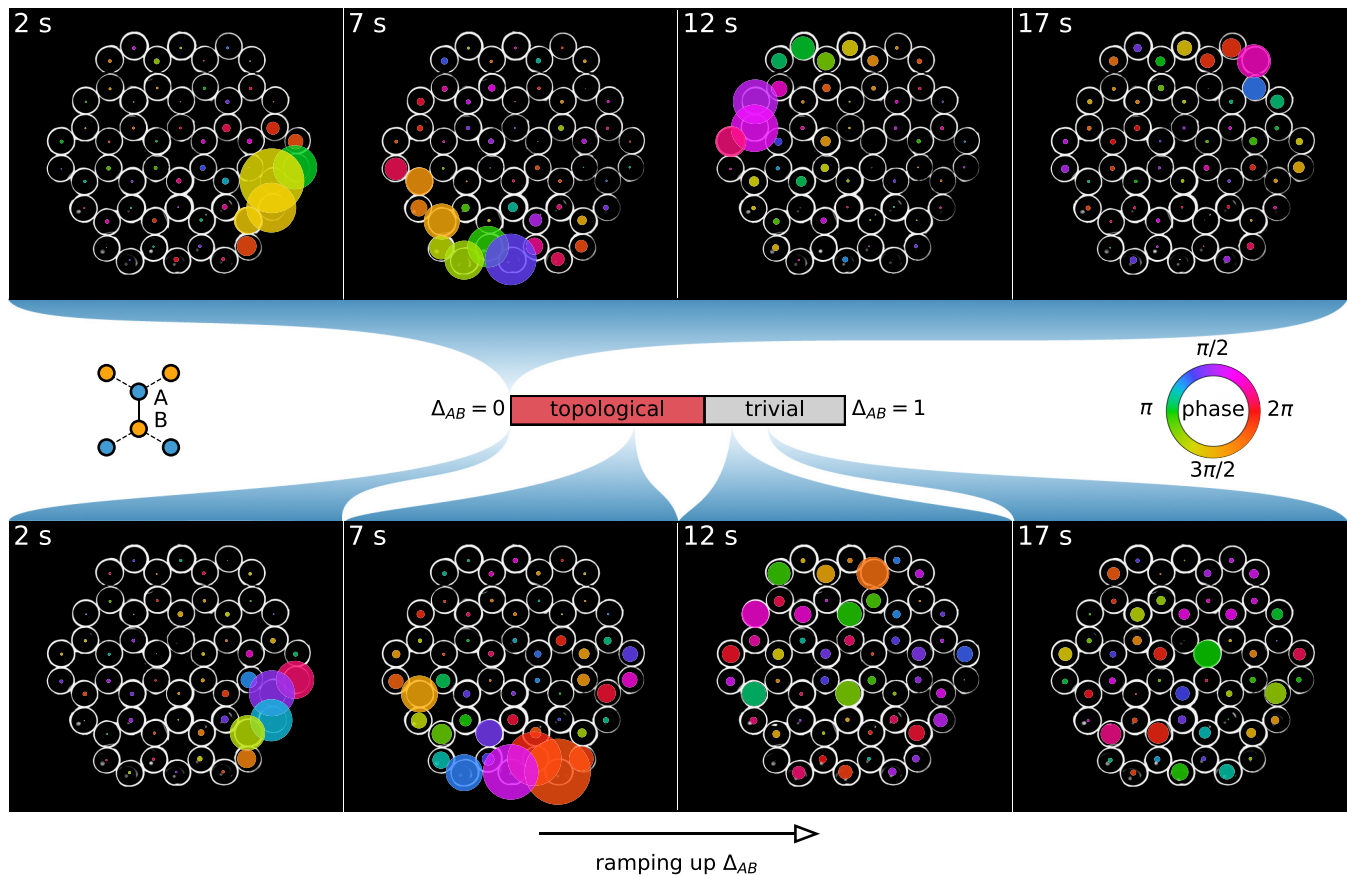 2 s
7 s
12 s
17 s
π/2
A
B
Δ_AB = 0
topological
trivial
Δ_AB = 1
π
phase
2π
3π/2
2 s
7 s
12 s
17 s
ramping up Δ_AB